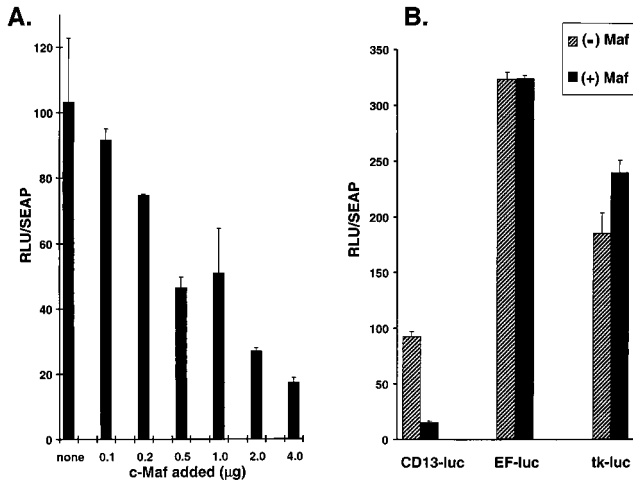 A.
120
100
80
60
40
20
0
RLU/SEAP
none 0.1 0.2 0.5 1.0 2.0 4.0
c-Maf added (µg)
B.
(-) Maf
(+) Maf
350
300
250
200
150
100
50
0
RLU/SEAP
CD13-luc EF-luc tk-luc